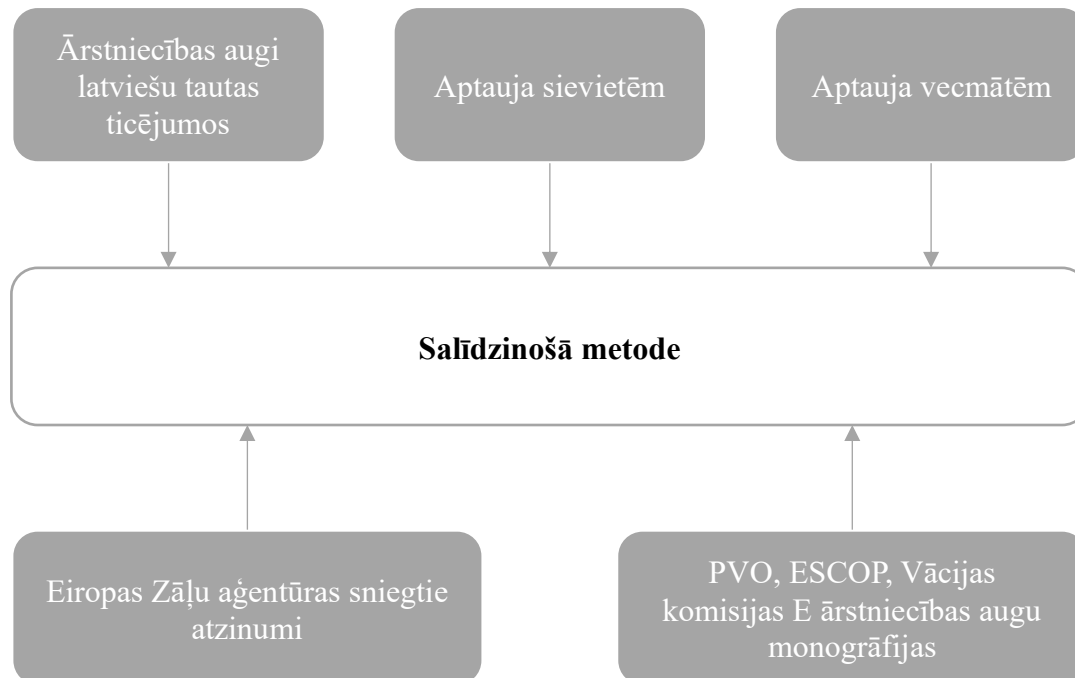 Ārstniecības augi
latviešu tautas
ticējumos
Aptauja sievietēm
Aptauja vecmātēm
Salīdzinošā metode
Eiropas Zāļu aģentūras sniegtie
atzinumi
PVO, ESCOP, Vācijas
komisijas E ārstniecības augu
monogrāfijas